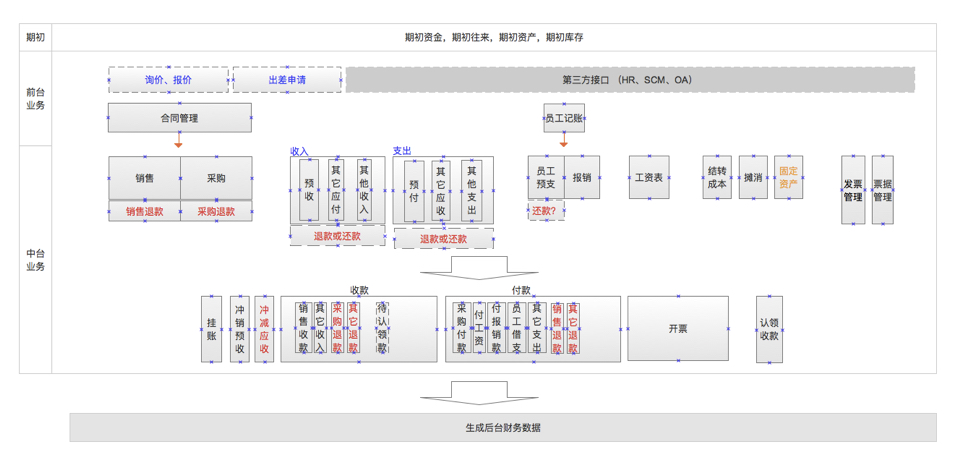 期初
期初资金，期初往来，期初资产，期初库存
前台
业务
询价、报价
出差申请
第三方接口 （HR、SCM、OA）
合同管理
员工记账
中台
业务
销售
采购
销售退款
采购退款
收入
预收
其它应付
其他收入
退款或还款
支出
预付
其它应收
其他支出
退款或还款
员工
预支
报销
还款?
工资表
结转
成本
摊消
固定
资产
发票
管理
票据
管理
挂账
冲销预收
冲减应收
收款
销售收款
其它收入
采购退款
其它退款
待认领款
付款
采购付款
付工资
付报销款
员工借支
其它支出
销售退款
其它退款
开票
认领
收款
生成后台财务数据